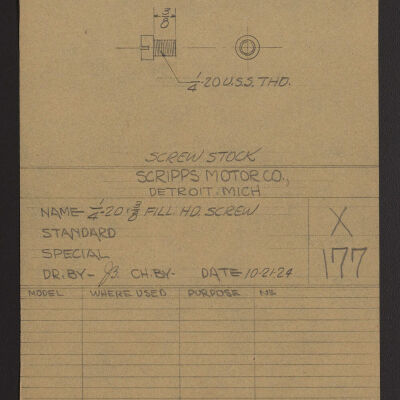 3/8
1/4-20 U.S.S. THD.
SCREW STOCK
SCRIPPS MOTOR CO.,
DETROIT. MICH
NAME- 1/4-20 3/8 FILL. HD. SCREW
STANDARD
SPECIAL
DR. BY- CH. BY- DATE- 10-21-24
X
177
MODEL WHERE USED PURPOSE Nº